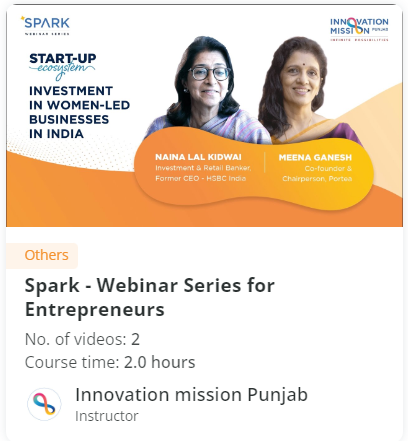 SPARK
WEBINAR SERIES
INNOVATION
MISSION PUNJAB
INFINITE POSSIBILITIES
START-UP
ecosystem
INVESTMENT
IN WOMEN-LED
BUSINESSES
IN INDIA
NAINA LAL KIDWAI
Investment & Retail Banker,
Former CEO - HSBC India
MEENA GANESH
Co-founder &
Chairperson, Portea
Others
Spark - Webinar Series for
Entrepreneurs
No. of videos: 2
Course time: 2.0 hours
Innovation mission Punjab
Instructor